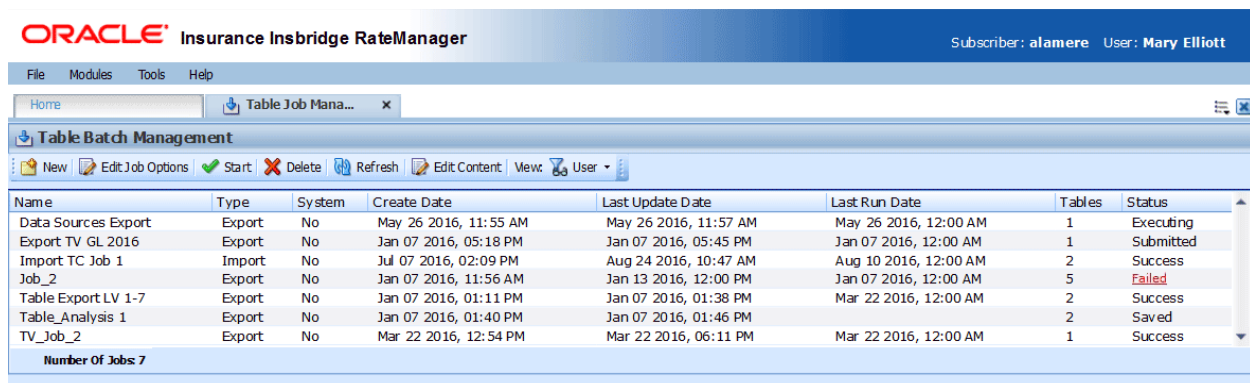 ORACLE® Insurance Insbridge RateManager
Subscriber: alamere User: Mary Elliott
File Modules Tools Help
Home Table Job Mana... x
Table Batch Management
New Edit Job Options Start Delete Refresh Edit Content View: User
Name Type System Create Date Last Update Date Last Run Date Tables Status
Data Sources Export Export No May 26 2016, 11:55 AM May 26 2016, 11:57 AM May 26 2016, 12:00 AM 1 Executing
Export TV GL 2016 Export No Jan 07 2016, 05:18 PM Jan 07 2016, 05:45 PM Jan 07 2016, 12:00 AM 1 Submitted
Import TC Job 1 Import No Jul 07 2016, 02:09 PM Aug 24 2016, 10:47 AM Aug 10 2016, 12:00 AM 2 Success
Job_2 Export No Jan 07 2016, 11:56 AM Jan 13 2016, 12:00 PM Jan 07 2016, 12:00 AM 5 Failed
Table Export LV 1-7 Export No Jan 07 2016, 01:11 PM Jan 07 2016, 01:38 PM Mar 22 2016, 12:00 AM 2 Success
Table_Analysis 1 Export No Jan 07 2016, 01:40 PM Jan 07 2016, 01:46 PM 2 Saved
TV_Job_2 Export No Mar 22 2016, 12:54 PM Mar 22 2016, 06:11 PM Mar 22 2016, 12:00 AM 1 Success
Number Of Jobs: 7